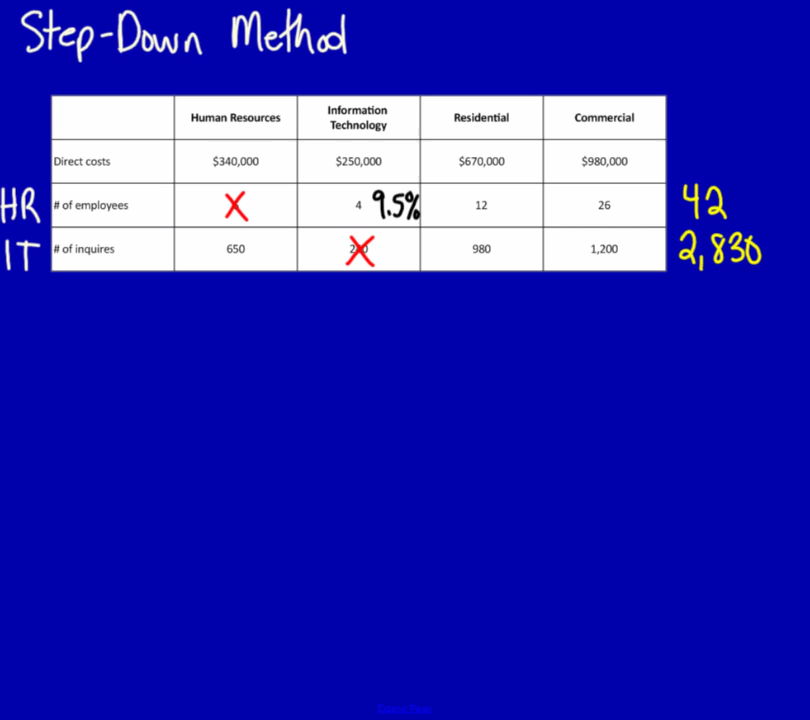 Step-Down Method
Human Resources Information Technology Residential Commercial
Direct costs $340,000 $250,000 $670,000 $980,000
HR # of employees X 4 9.5% 12 26 42
IT # of inquires 650 X 980 1,200 2,830